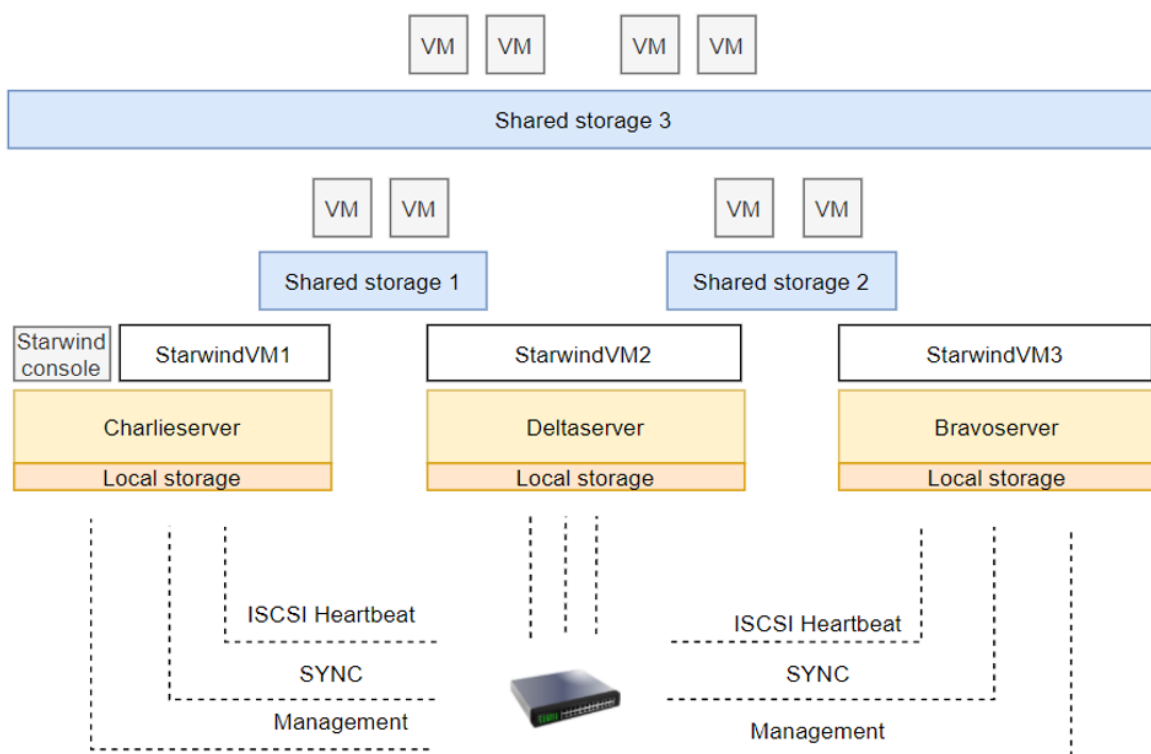 VM
VM
VM
VM
Shared storage 3
VM
VM
VM
VM
Shared storage 1
Shared storage 2
Starwind
console
StarwindVM1
StarwindVM2
StarwindVM3
Charlieserver
Deltaserver
Bravoserver
Local storage
Local storage
Local storage
ISCSI Heartbeat
ISCSI Heartbeat
SYNC
SYNC
Management
Management